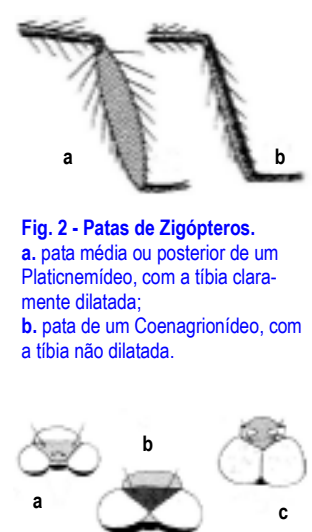 a
b
Fig. 2 - Patas de Zigópteros.
a. pata média ou posterior de um
Platicnemídeo, com a tíbia clara-
mente dilatada;
b. pata de um Coenagrionídeo, com
a tíbia não dilatada.
b
a
c